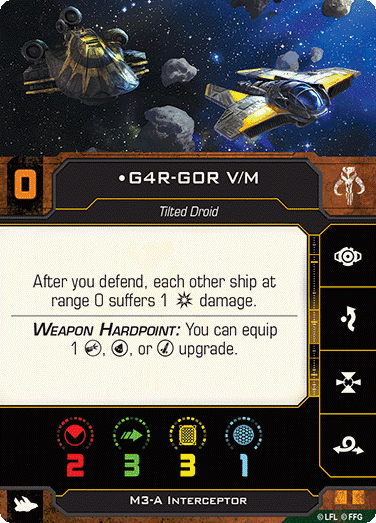 0
•G4R-GOR V/M
Tilted Droid
After you defend, each other ship at
range 0 suffers 1 damage.
WEAPON HARDPOINT: You can equip
1 , , or upgrade.
2 3 3 1
M3-A INTERCEPTOR
© LFL © FFG